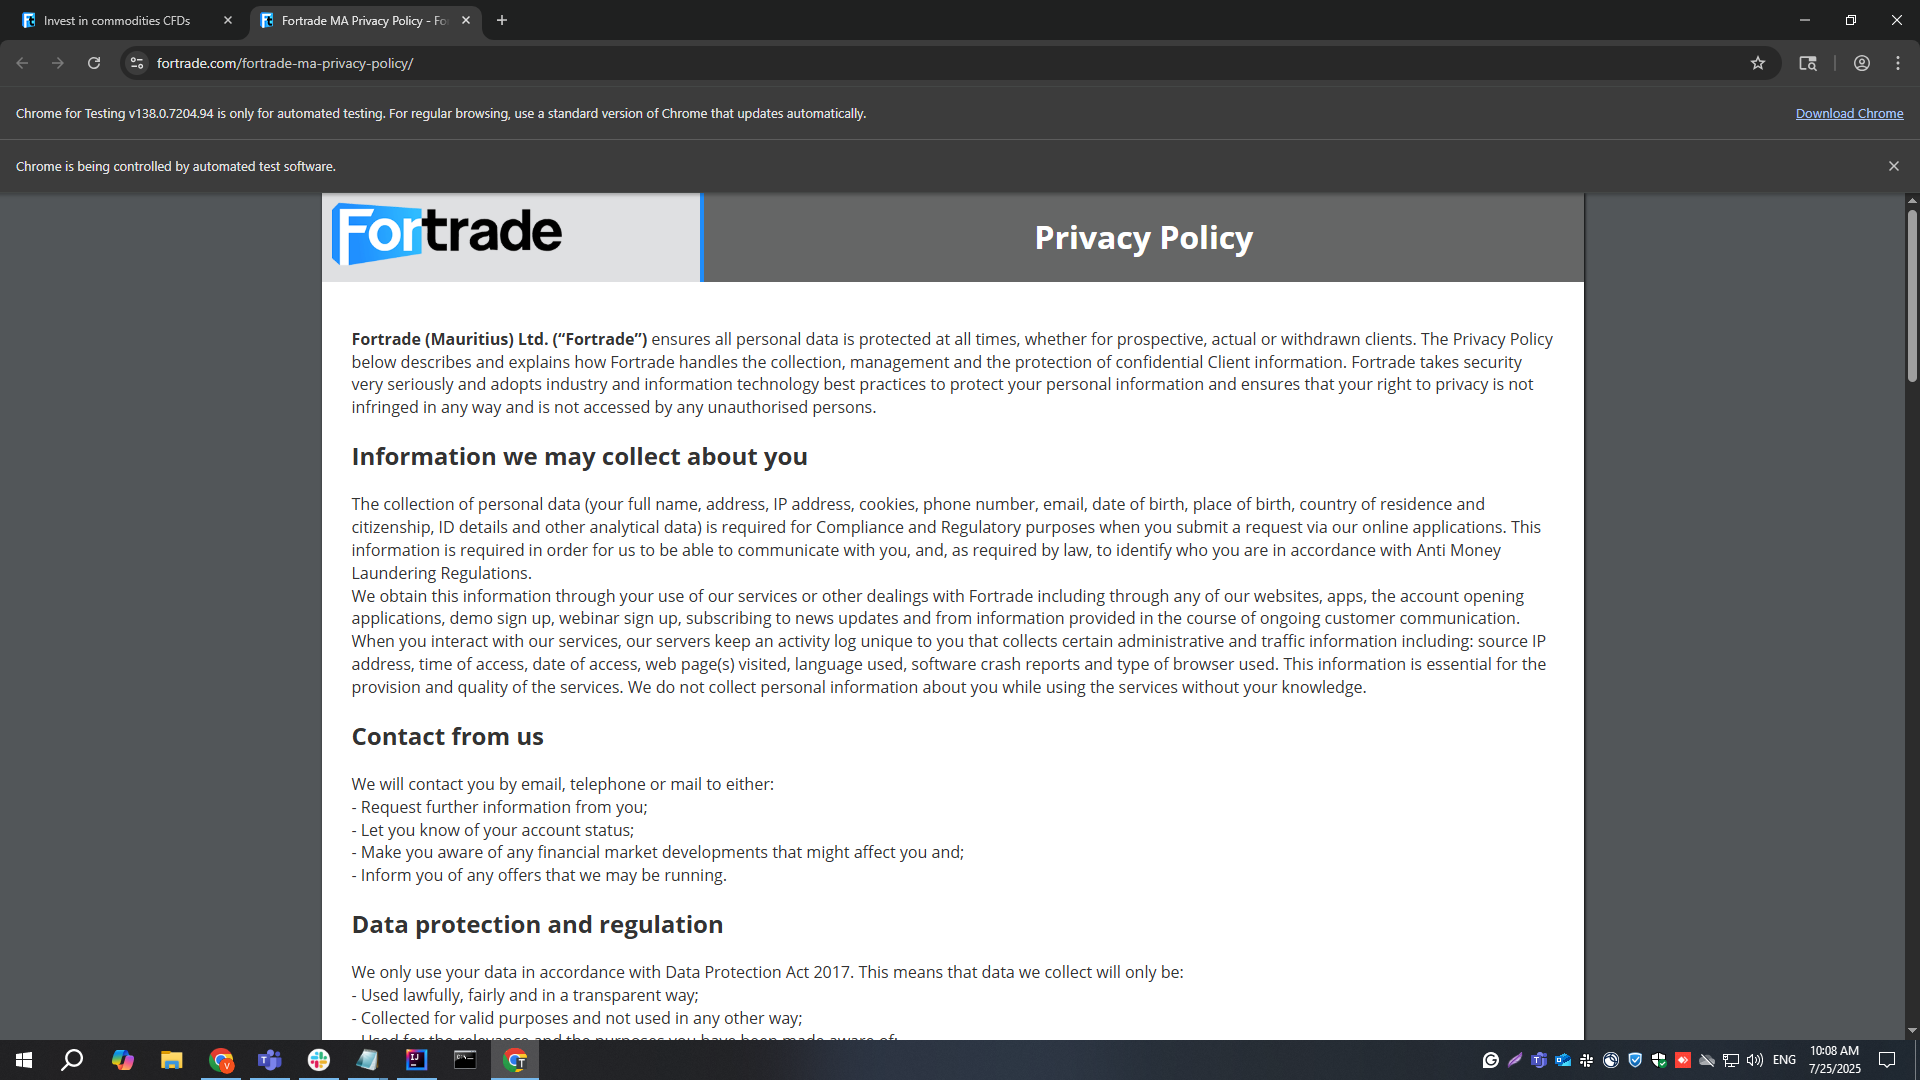 Invest in commodities CFDs
Fortrade MA Privacy Policy - Fo
fortrade.com/fortrade-ma-privacy-policy/
Chrome for Testing v138.0.7204.94 is only for automated testing. For regular browsing, use a standard version of Chrome that updates automatically.
Download Chrome
Chrome is being controlled by automated test software.
Fortrade
Privacy Policy
Fortrade (Mauritius) Ltd. (“Fortrade”) ensures all personal data is protected at all times, whether for prospective, actual or withdrawn clients. The Privacy Policy
below describes and explains how Fortrade handles the collection, management and the protection of confidential Client information. Fortrade takes security
very seriously and adopts industry and information technology best practices to protect your personal information and ensures that your right to privacy is not
infringed in any way and is not accessed by any unauthorised persons.
Information we may collect about you
The collection of personal data (your full name, address, IP address, cookies, phone number, email, date of birth, place of birth, country of residence and
citizenship, ID details and other analytical data) is required for Compliance and Regulatory purposes when you submit a request via our online applications. This
information is required in order for us to be able to communicate with you, and, as required by law, to identify who you are in accordance with Anti Money
Laundering Regulations.
We obtain this information through your use of our services or other dealings with Fortrade including through any of our websites, apps, the account opening
applications, demo sign up, webinar sign up, subscribing to news updates and from information provided in the course of ongoing customer communication.
When you interact with our services, our servers keep an activity log unique to you that collects certain administrative and traffic information including: source IP
address, time of access, date of access, web page(s) visited, language used, software crash reports and type of browser used. This information is essential for the
provision and quality of the services. We do not collect personal information about you while using the services without your knowledge.
Contact from us
We will contact you by email, telephone or mail to either:
- Request further information from you;
- Let you know of your account status;
- Make you aware of any financial market developments that might affect you and;
- Inform you of any offers that we may be running.
Data protection and regulation
We only use your data in accordance with Data Protection Act 2017. This means that data we collect will only be:
- Used lawfully, fairly and in a transparent way;
- Collected for valid purposes and not used in any other way;
- Used for the relevance and the purposes you have been made aware of;
ENG
10:08 AM
7/25/2025